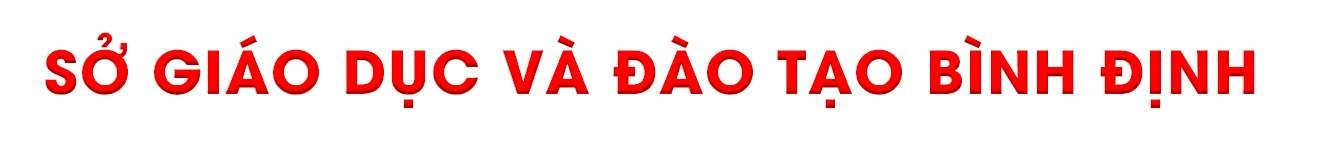 SỞ GIÁO DỤC VÀ ĐÀO TẠO BÌNH ĐỊNH